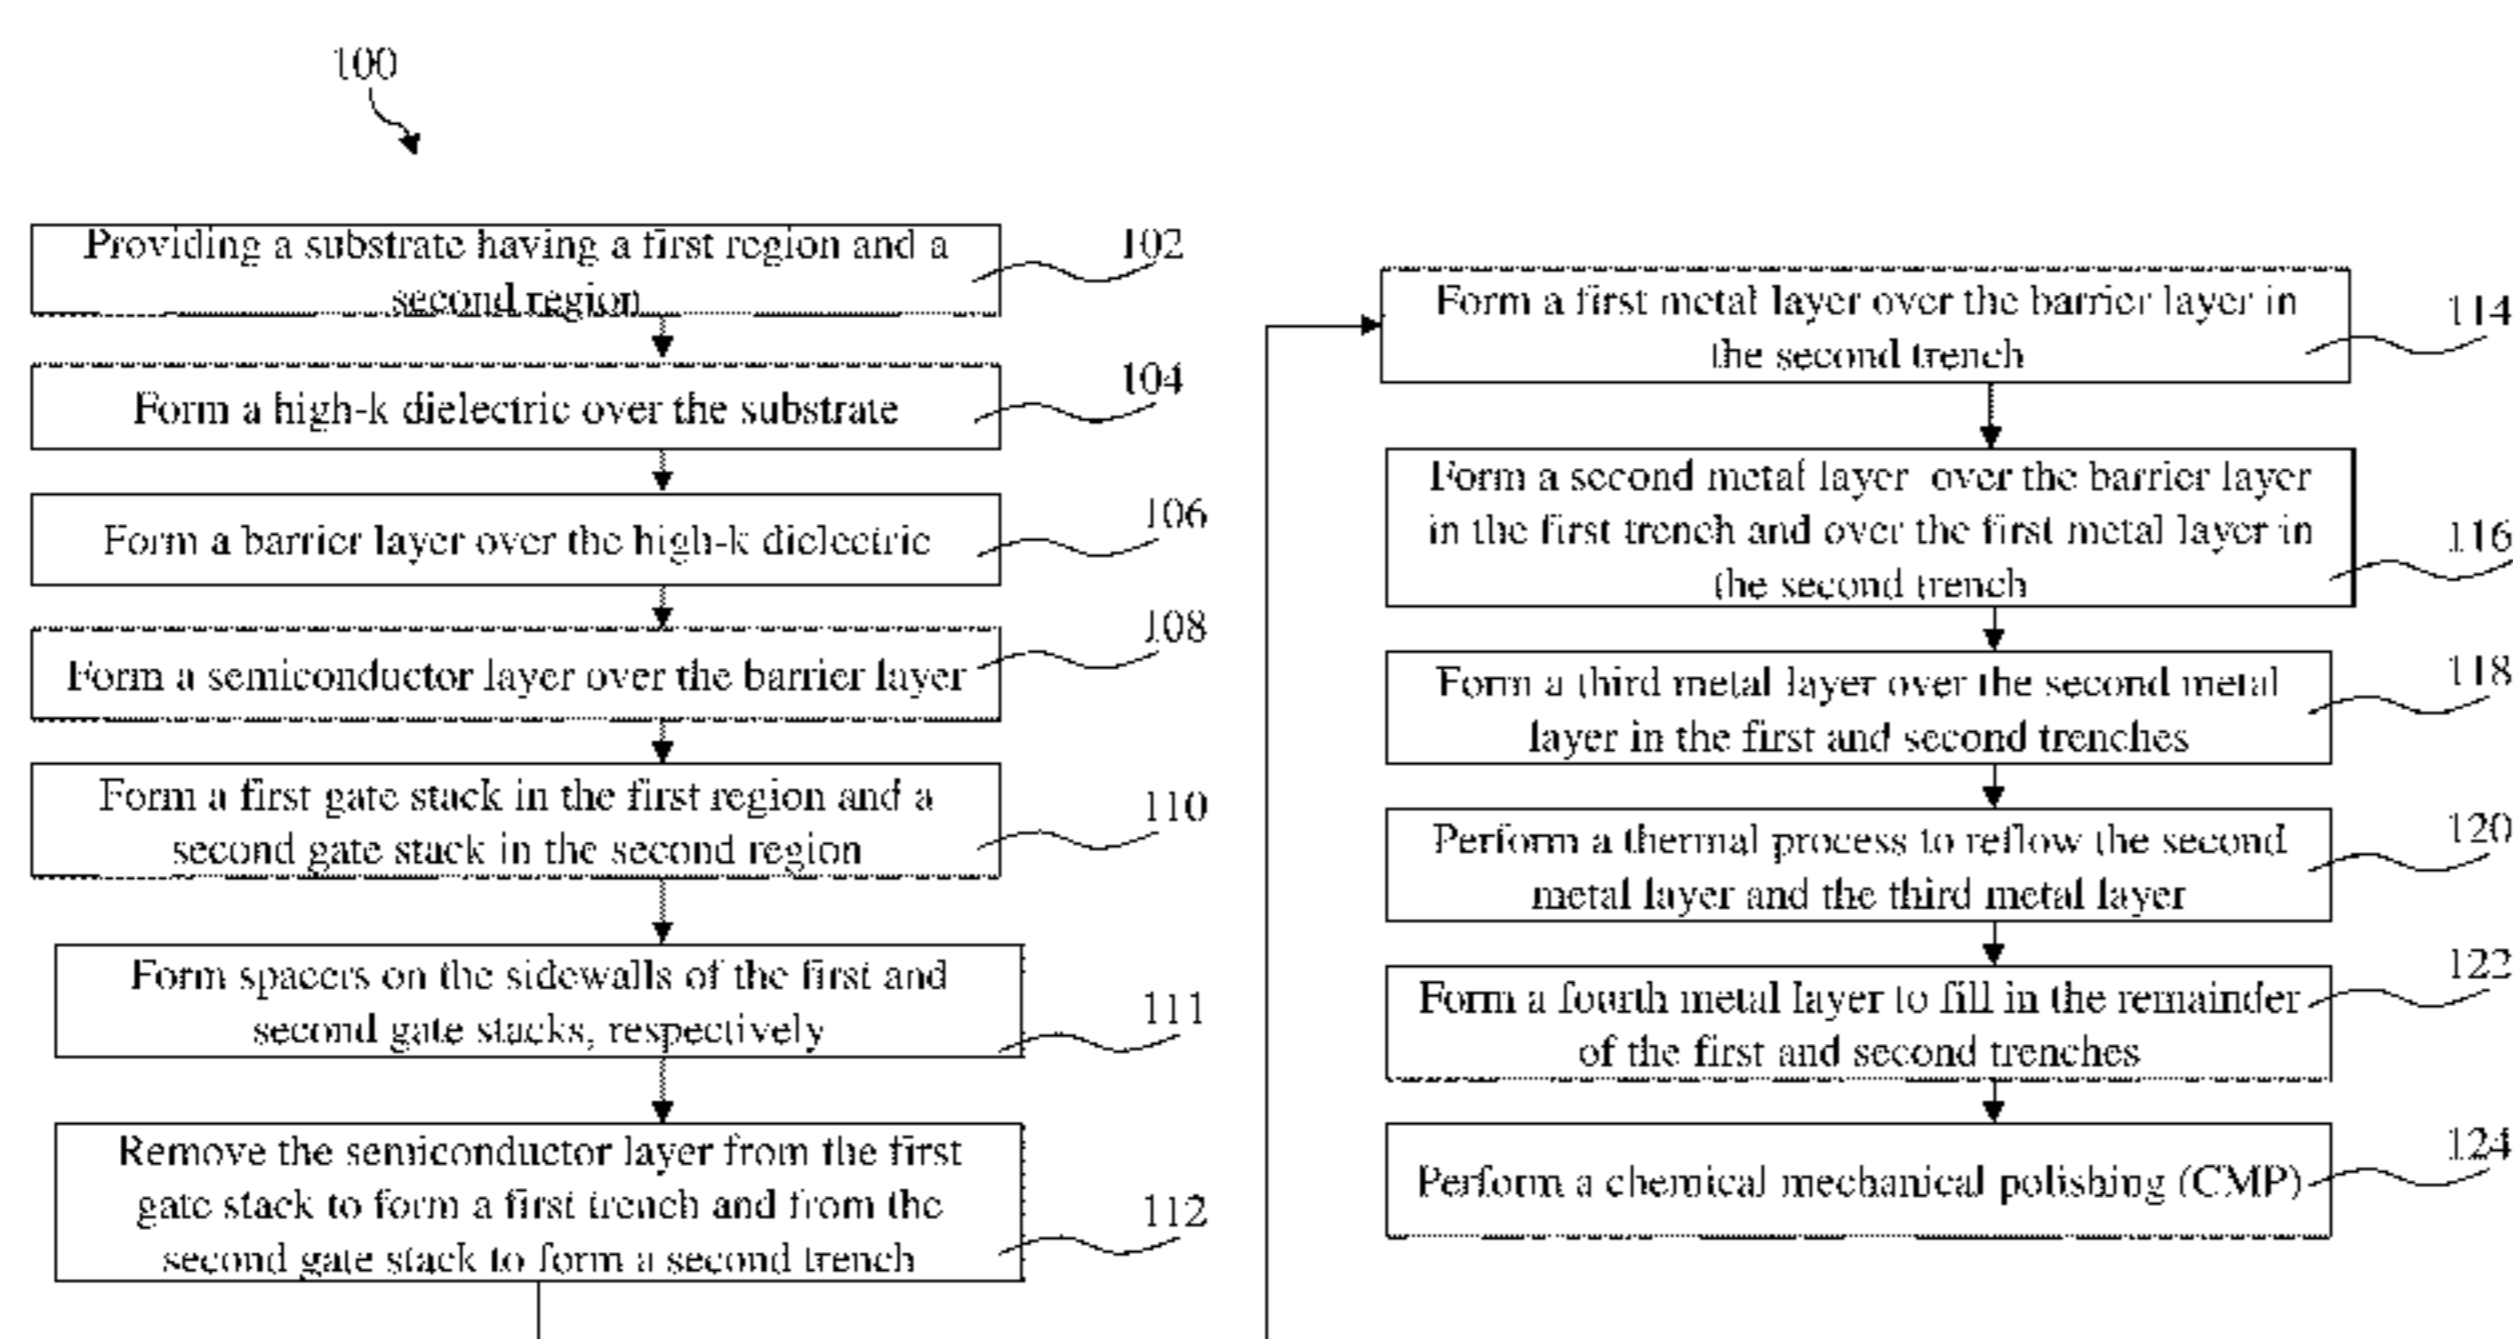 100
Providing a substrate having a first region and a
second region
102
Form a high-k dielectric over the substrate
104
Form a barrier layer over the high-k dielectric
106
Form a semiconductor layer over the barrier layer
108
Form a first gate stack in the first region and a
second gate stack in the second region
110
Form spacers on the sidewalls of the first and
second gate stacks, respectively
111
Remove the semiconductor layer from the first
gate stack to form a first trench and from the
second gate stack to form a second trench
112
Form a first metal layer over the barrier layer in
the second trench
114
Form a second metal layer over the barrier layer
in the first trench and over the first metal layer in
the second trench
116
Form a third metal layer over the second metal
layer in the first and second trenches
118
Perform a thermal process to reflow the second
metal layer and the third metal layer
120
Form a fourth metal layer to fill in the remainder
of the first and second trenches
122
Perform a chemical mechanical polishing (CMP)
124